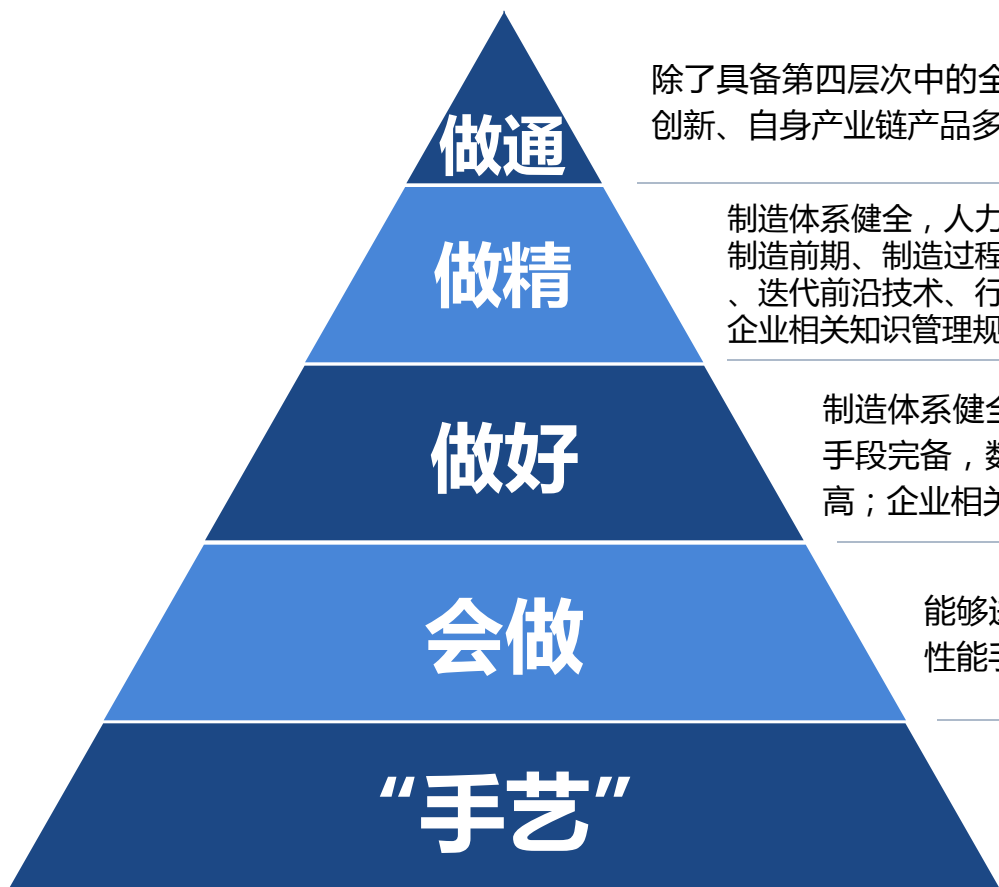 做通
除了具备第四层次中的
创新、自身产业链产品多
做精
制造体系健全，人力
制造前期、制造过程
、迭代前沿技术、行
企业相关知识管理规
做好
制造体系健全
手段完备，数
高；企业相关
会做
能够
性能手
“手艺”